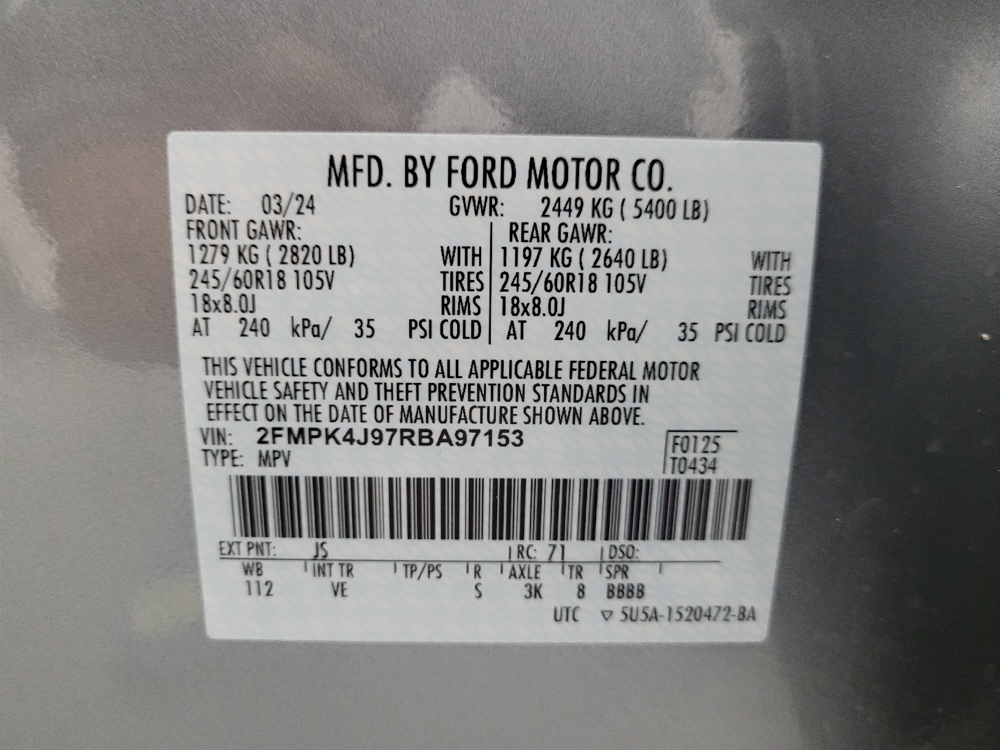 MFD. BY FORD MOTOR CO.
DATE: 03/24 GVWR: 2449 KG ( 5400 LB)
FRONT GAWR: REAR GAWR:
1279 KG ( 2820 LB) WITH 1197 KG ( 2640 LB) WITH
245/60R18 105V TIRES 245/60R18 105V TIRES
18x8.0J RIMS 18x8.0J RIMS
AT 240 kPa/ 35 PSI COLD AT 240 kPa/ 35 PSI COLD
THIS VEHICLE CONFORMS TO ALL APPLICABLE FEDERAL MOTOR
VEHICLE SAFETY AND THEFT PREVENTION STANDARDS IN
EFFECT ON THE DATE OF MANUFACTURE SHOWN ABOVE.
VIN: 2FMPK4J97RBA97153 F0125
TYPE: MPV T0434
EXT PNT: JS RC: 71 DSO:
WB INT TR TP/PS R AXLE TR SPR
112 VE S 3K 8 BBBB
UTC ▽ 5U5A-1520472-BA